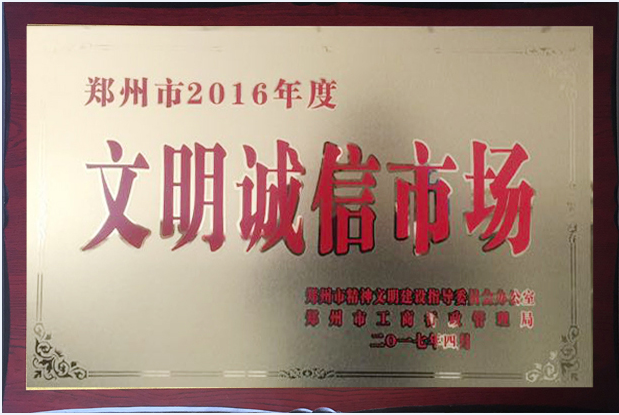 郑州市2016年度
文明诚信市场
郑州市精神文明建设指导委员会办公室
郑州市工商行政管理局
二〇一七年四月